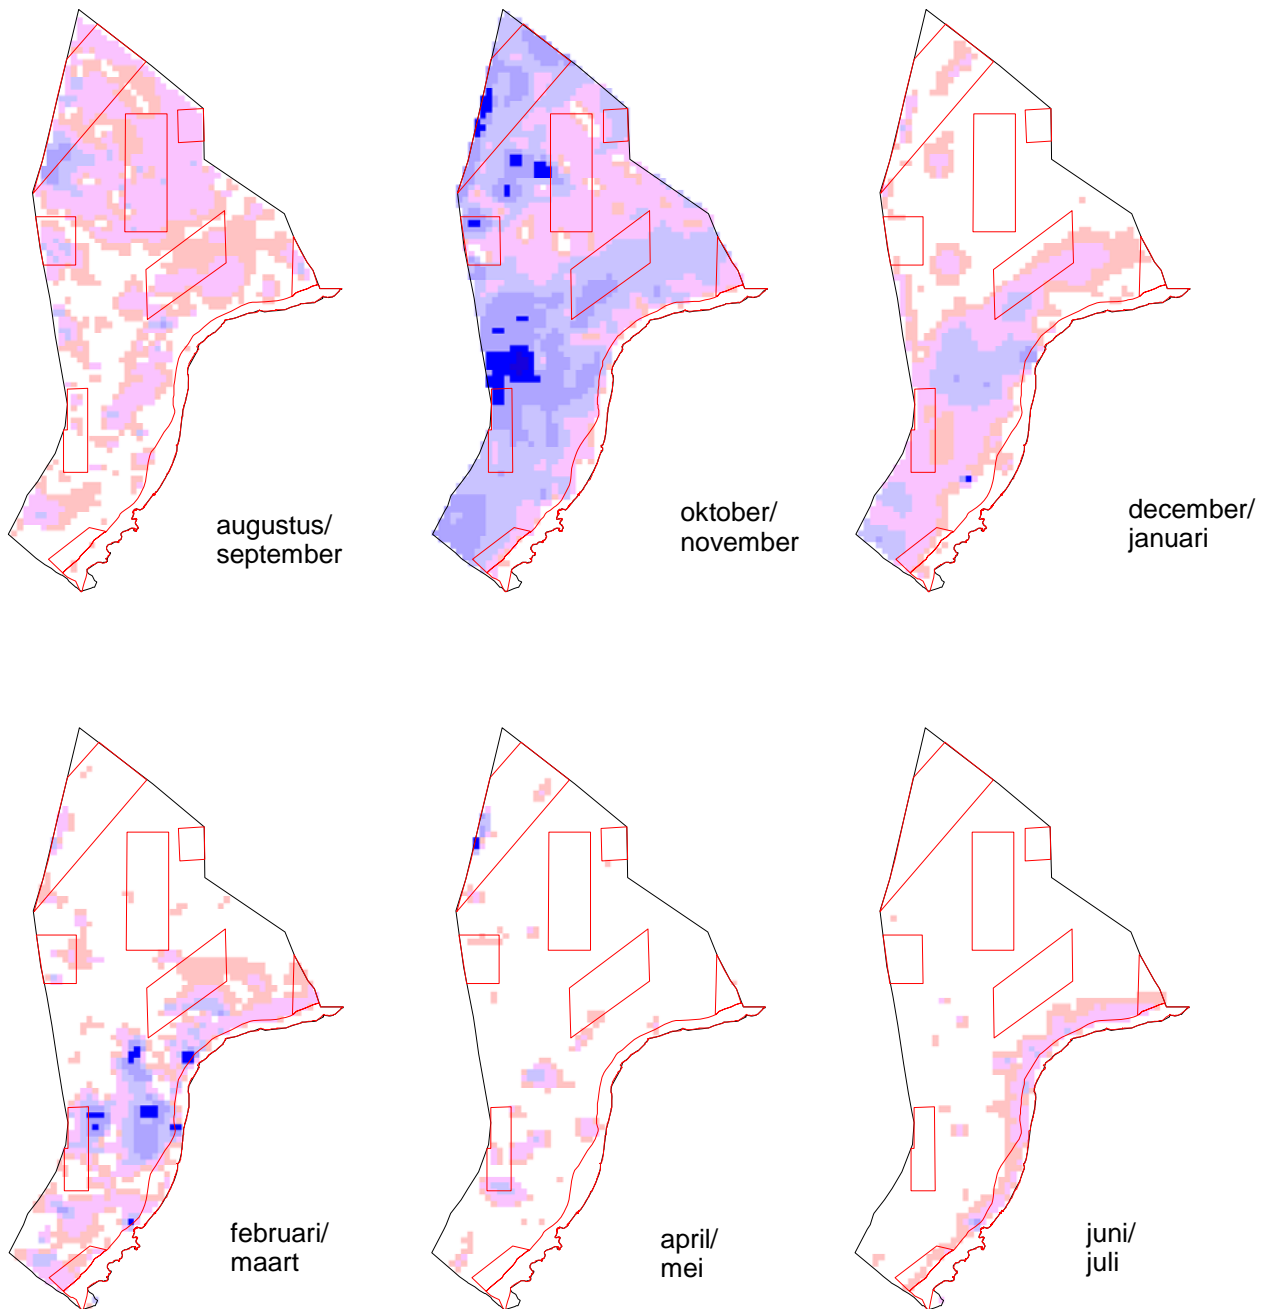 augustus/
september
oktober/
november
december/
januari
februari/
maart
april/
mei
juni/
juli